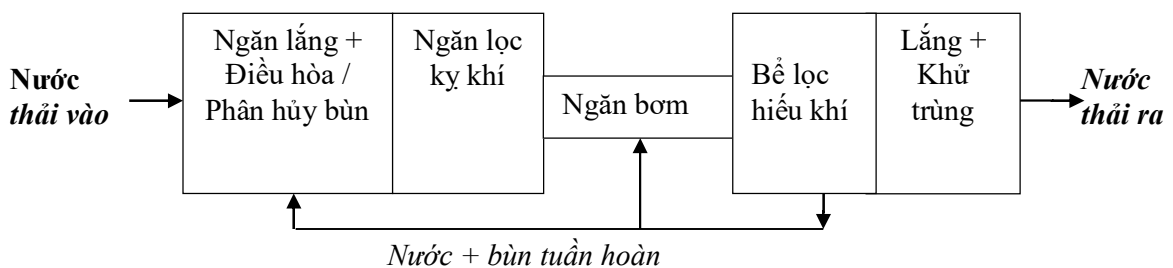 Nước
thải vào
Ngăn lắng +
Điều hòa /
Phân hủy bùn
Ngăn lọc
kỵ khí
Ngăn bơm
Bể lọc
hiếu khí
Lắng +
Khử
trùng
Nước
thải ra
Nước + bùn tuần hoàn